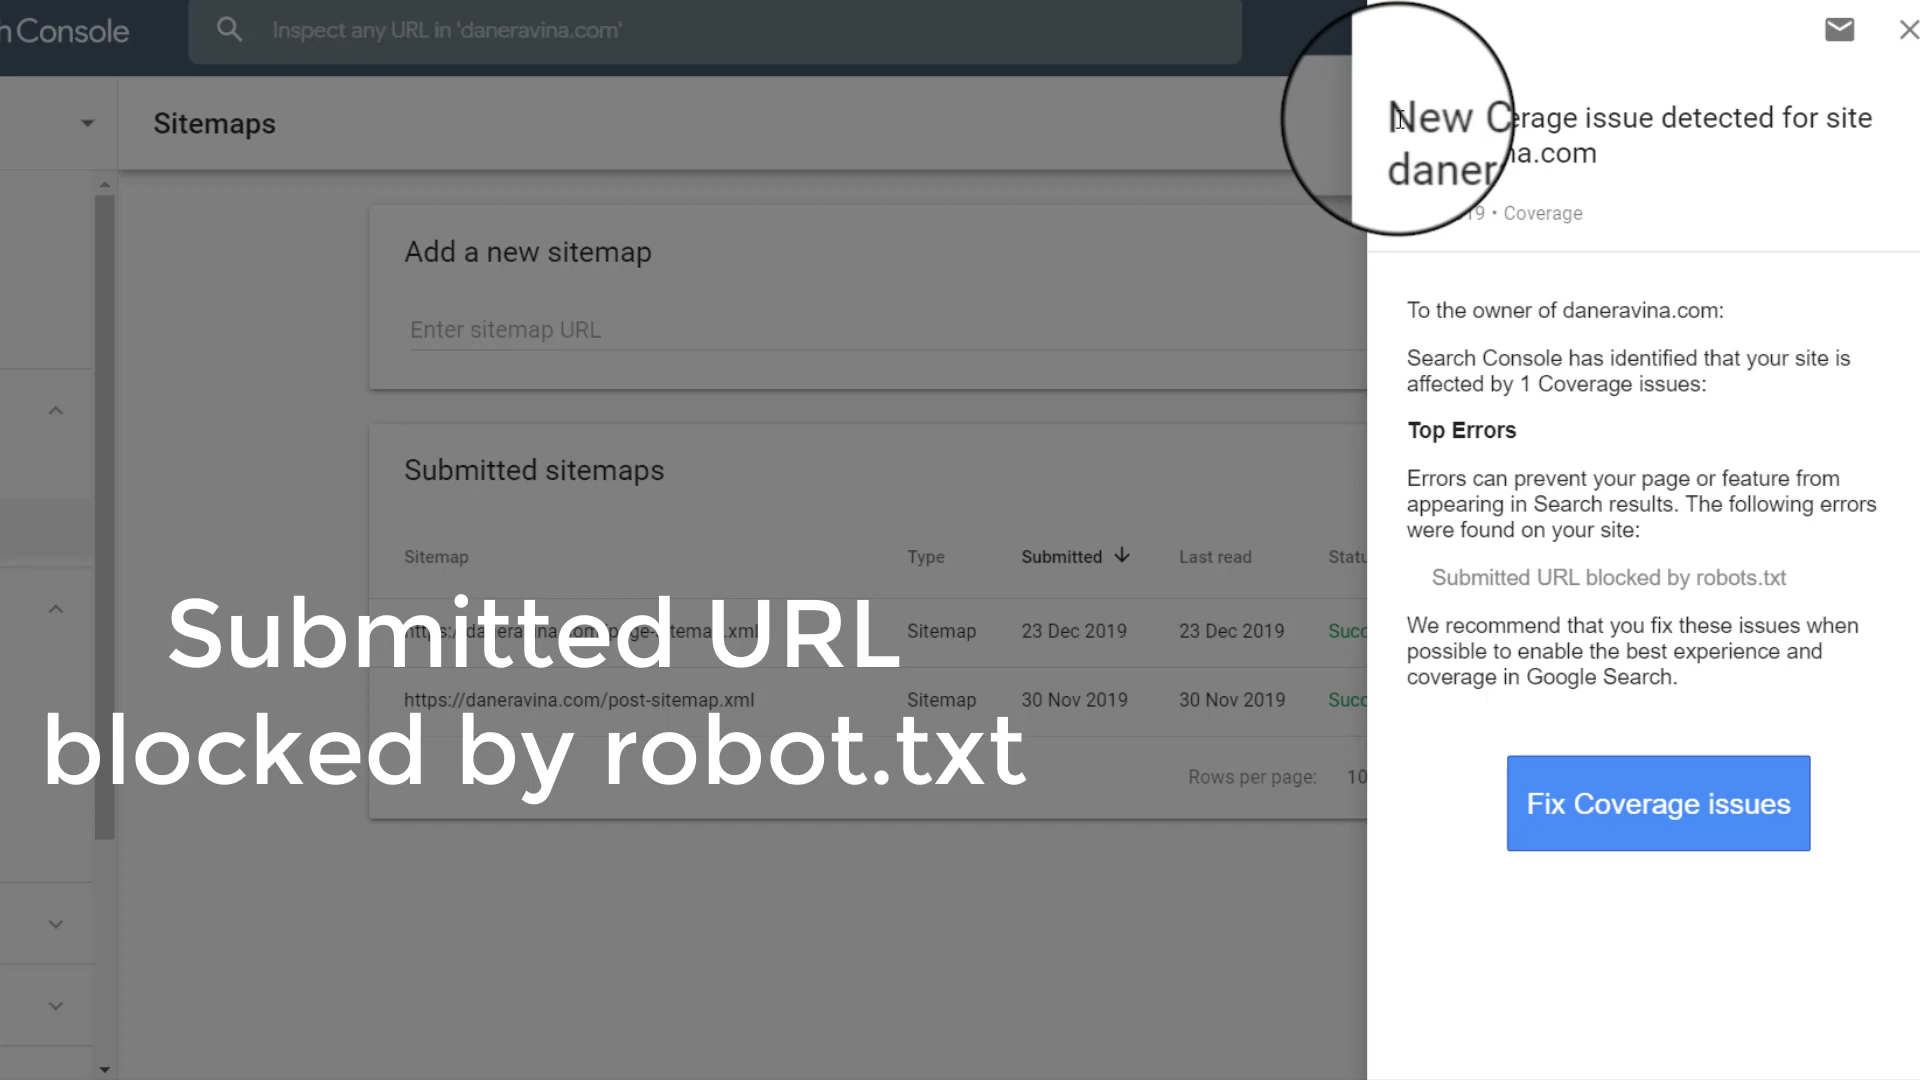 Console
Inspect any URL in 'daneravina.com'
Sitemaps
Add a new sitemap
Enter sitemap URL
Submitted sitemaps
Sitemap Type Submitted Last read
Sitemap 23 Dec 2019 23 Dec 2019
https://daneravina.com/post-sitemap.xml Sitemap 30 Nov 2019 30 Nov 2019
Rows per page: 10
Submitted URL
blocked by robot.txt
New C erage issue detected for site
daner na.com
19 • Coverage
To the owner of daneravina.com:
Search Console has identified that your site is
affected by 1 Coverage issues:
Top Errors
Errors can prevent your page or feature from
appearing in Search results. The following errors
were found on your site:
Submitted URL blocked by robots.txt
We recommend that you fix these issues when
possible to enable the best experience and
coverage in Google Search.
Fix Coverage issues